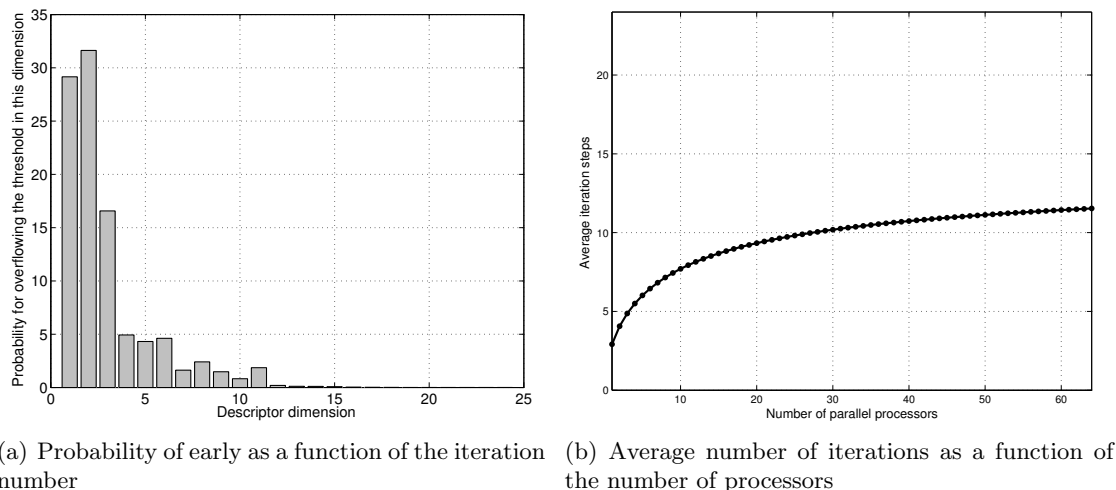 Probability for overflowing the threshold in this dimension
35
30
25
20
15
10
5
0
0 5 10 15 20 25
Descriptor dimension
Average iteration steps
20
15
10
5
0
10 20 30 40 50 60
Number of parallel processors
(a) Probability of early as a function of the iteration
number
(b) Average number of iterations as a function of
the number of processors